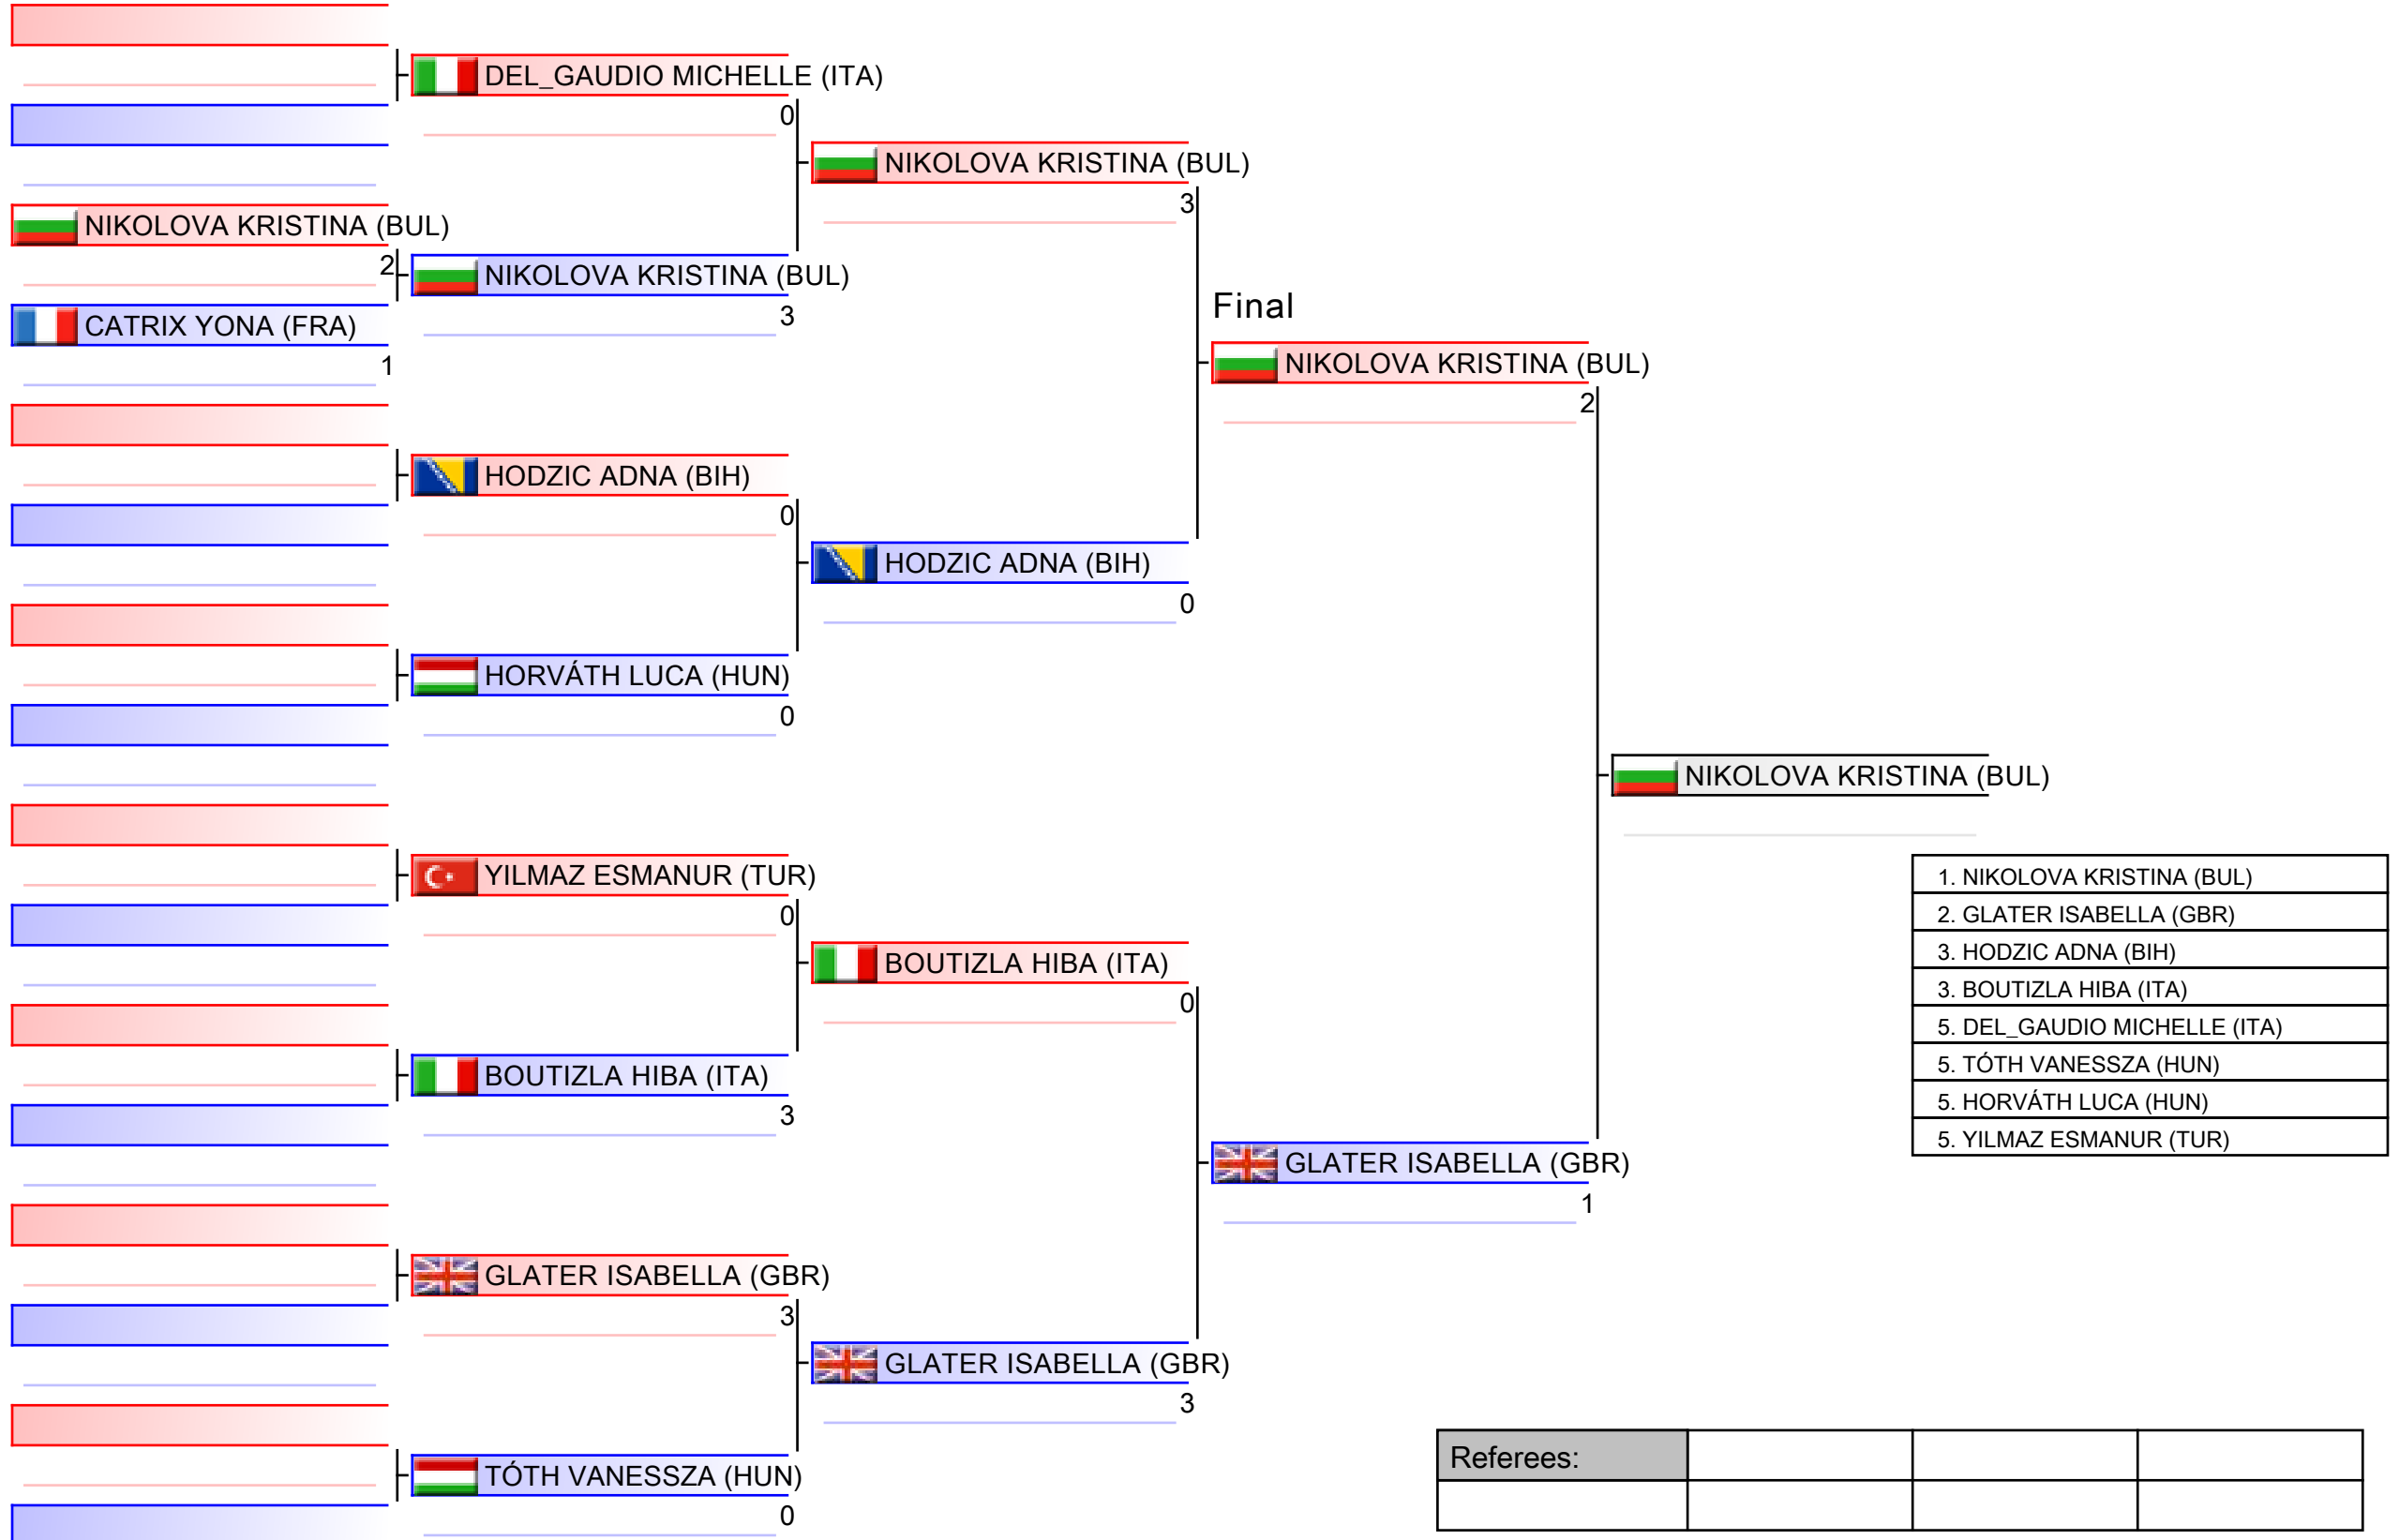 DEL_GAUDIO MICHELLE (ITA)
0
NIKOLOVA KRISTINA (BUL)
3
NIKOLOVA KRISTINA (BUL)
2
NIKOLOVA KRISTINA (BUL)
3
CATRIX YONA (FRA)
1
Final
NIKOLOVA KRISTINA (BUL)
2
HODZIC ADNA (BIH)
0
HODZIC ADNA (BIH)
0
HORVÁTH LUCA (HUN)
0
NIKOLOVA KRISTINA (BUL)
YILMAZ ESMANUR (TUR)
0
BOUTIZLA HIBA (ITA)
0
BOUTIZLA HIBA (ITA)
3
GLATER ISABELLA (GBR)
1
GLATER ISABELLA (GBR)
3
GLATER ISABELLA (GBR)
3
TÓTH VANESSZA (HUN)
0
1. NIKOLOVA KRISTINA (BUL)
2. GLATER ISABELLA (GBR)
3. HODZIC ADNA (BIH)
3. BOUTIZLA HIBA (ITA)
5. DEL_GAUDIO MICHELLE (ITA)
5. TÓTH VANESSZA (HUN)
5. HORVÁTH LUCA (HUN)
5. YILMAZ ESMANUR (TUR)
Referees: